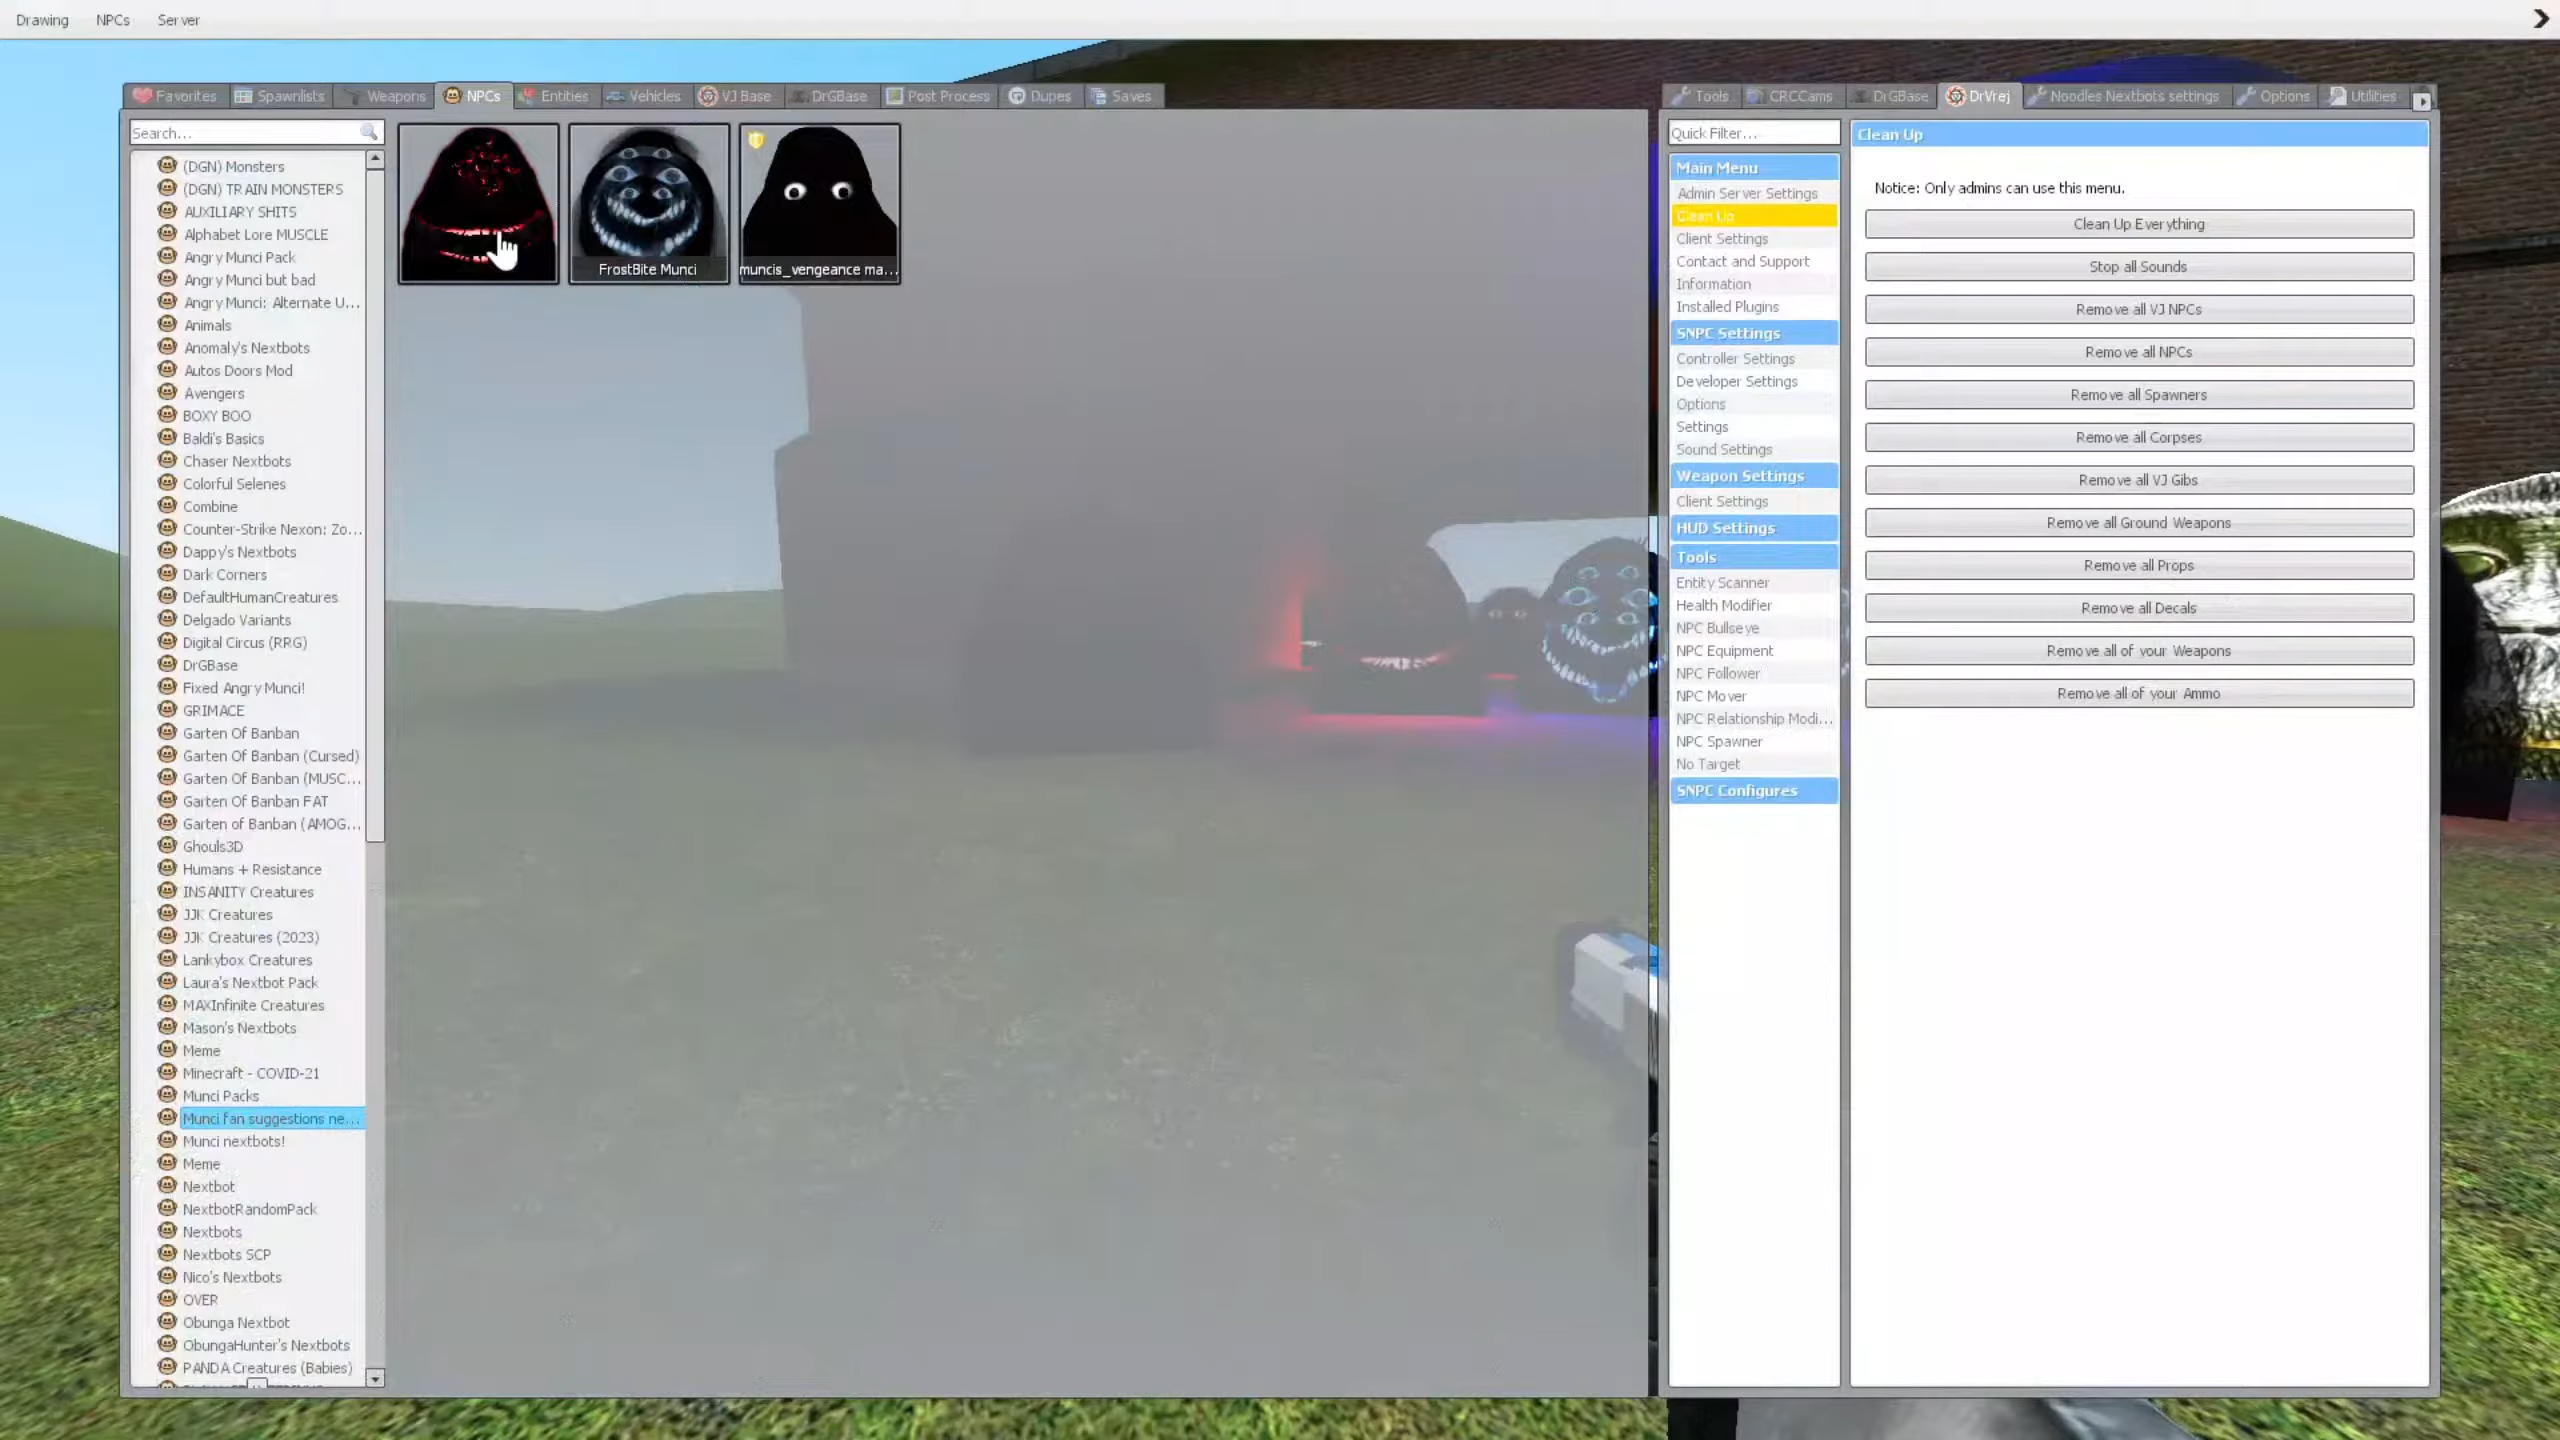 Drawing NPCs Server
Favorites Spawnlists Weapons NPCs Entities Vehicles VJ Base DrGBase Post Process Dupes Saves
Search...
(DGN) Monsters
(DGN) TRAIN MONSTERS
AUXILIARY SHITS
Alphabet Lore MUSCLE
Angry Munci Pack
Angry Munci but bad
Angry Munci: Alternate U...
Animals
Anomaly's Nextbots
Autos Doors Mod
Avengers
BOXY BOO
Baldi's Basics
Chaser Nextbots
Colorful Selenes
Combine
Counter-Strike Nexon: Zo...
Dappy's Nextbots
Dark Corners
DefaultHumanCreatures
Delgado Variants
Digital Circus (RRG)
DrGBase
Fixed Angry Munci!
GRIMACE
Garten Of Banban
Garten Of Banban (Cursed)
Garten Of Banban (MUSC...
Garten Of Banban FAT
Garten of Banban (AMOG...
Ghouls3D
Humans + Resistance
INSANITY Creatures
JJK Creatures
JJK Creatures (2023)
Lankybox Creatures
Laura's Nextbot Pack
MAXInfinite Creatures
Mason's Nextbots
Meme
Minecraft - COVID-21
Munci Packs
Munci fan suggestions ne...
Munci nextbots!
Meme
Nextbot
NextbotRandomPack
Nextbots
Nextbots SCP
Nico's Nextbots
OVER
Obunga Nextbot
ObungaHunter's Nextbots
PANDA Creatures (Babies)
FrostBite Munci
muncis_vengeance ma...
Tools CRCCams DrGBase DrVrej Noodles Nextbots settings Options Utilities
Quick Filter...
Main Menu
Admin Server Settings
Clean Up
Client Settings
Contact and Support
Information
Installed Plugins
SNPC Settings
Controller Settings
Developer Settings
Options
Settings
Sound Settings
Weapon Settings
Client Settings
HUD Settings
Tools
Entity Scanner
Health Modifier
NPC Bullseye
NPC Equipment
NPC Follower
NPC Mover
NPC Relationship Modi...
NPC Spawner
No Target
SNPC Configures
Clean Up
Notice: Only admins can use this menu.
Clean Up Everything
Stop all Sounds
Remove all VJ NPCs
Remove all NPCs
Remove all Spawners
Remove all Corpses
Remove all VJ Gibs
Remove all Ground Weapons
Remove all Props
Remove all Decals
Remove all of your Weapons
Remove all of your Ammo